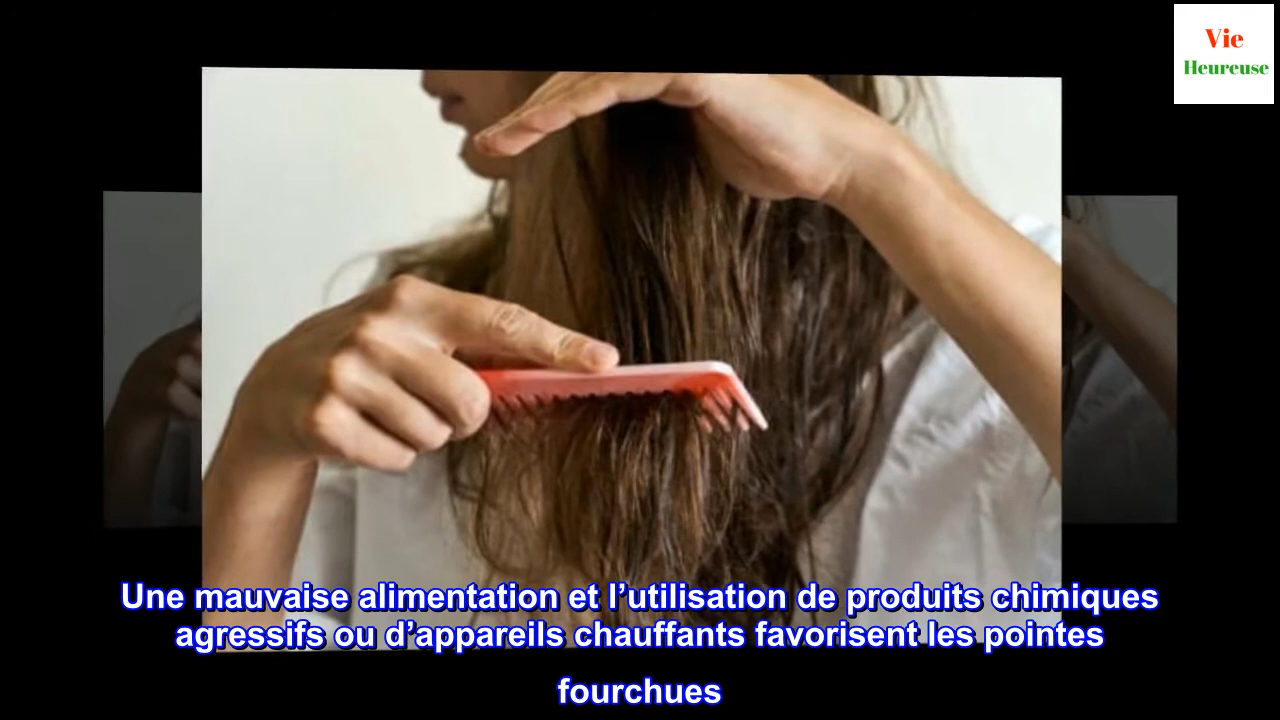 Vie
Heureuse
Une mauvaise alimentation et l’utilisation de produits chimiques
agressifs ou d’appareils chauffants favorisent les pointes
fourchues